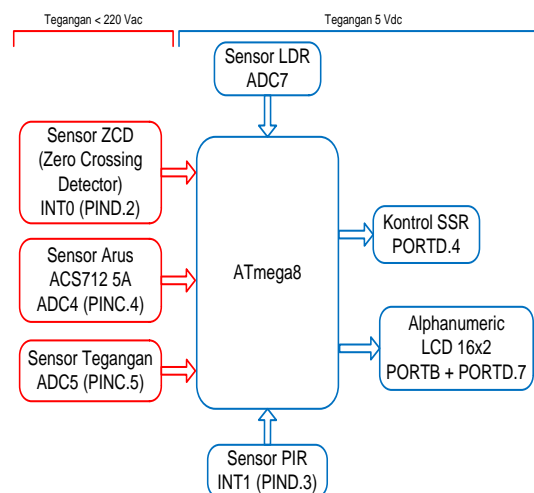 Tegangan < 220 Vac
Tegangan 5 Vdc
Sensor LDR
ADC7
Sensor ZCD
(Zero Crossing
Detector)
INT0 (PIND.2)
Sensor Arus
ACS712 5A
ADC4 (PINC.4)
Sensor Tegangan
ADC5 (PINC.5)
ATmega8
Kontrol SSR
PORTD.4
Alphanumeric
LCD 16x2
PORTB + PORTD.7
Sensor PIR
INT1 (PIND.3)